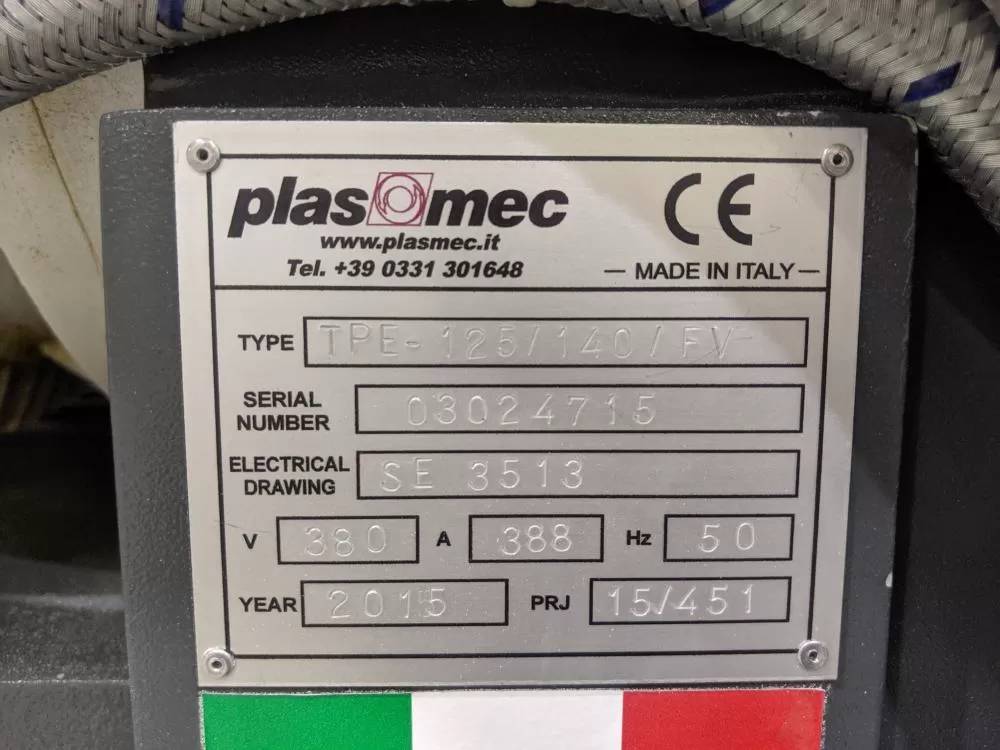 plasmec
www.plasmec.it
Tel. +39 0331 301648
CE
— MADE IN ITALY —
TYPE TPE-125/140/FV
SERIAL NUMBER 03024715
ELECTRICAL DRAWING SE 3513
V 380 A 388 Hz 50
YEAR 2015 PRJ 15/451